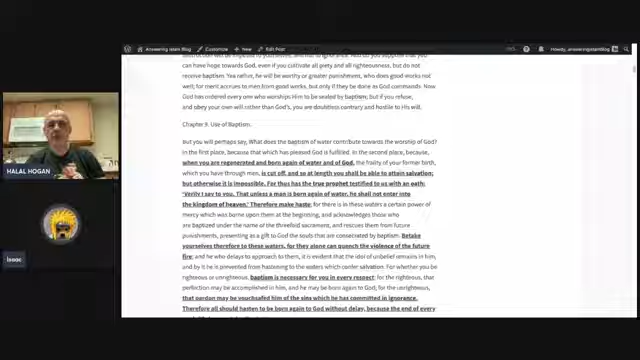 Answering Islam Blog Customize New Edit Post Howdy, answeringislamblog
destruction will be imputed to yourselves, and not to ignorance. And do you suppose that you
can have hope towards God, even if you cultivate all piety and all righteousness, but do not
receive baptism. Yea rather, he will be worthy of greater punishment, who does good works not
well; for merit accrues to men from good works, but only if they be done as God commands. Now
God has ordered every one who worships Him to be sealed by baptism; but if you refuse,
and obey your own will rather than God's, you are doubtless contrary and hostile to His will.
Chapter 9. Use of Baptism.
But you will perhaps say, What does the baptism of water contribute towards the worship of God?
In the first place, because that which has pleased God is fulfilled. In the second place, because,
when you are regenerated and born again of water and of God, the frailty of your former birth,
which you have through men, is cut off, and so at length you shall be able to attain salvation;
but otherwise it is impossible. For thus has the true prophet testified to us with an oath:
'Verily I say to you, That unless a man is born again of water, he shall not enter into
the kingdom of heaven.' Therefore make haste; for there is in these waters a certain power of
mercy which was borne upon them at the beginning, and acknowledges those who
are baptized under the name of the threefold sacrament, and rescues them from future
punishments, presenting as a gift to God the souls that are consecrated by baptism. Betake
yourselves therefore to these waters, for they alone can quench the violence of the future
fire; and he who delays to approach to them, it is evident that the idol of unbelief remains in him,
and by it he is prevented from hastening to the waters which confer salvation. For whether you be
righteous or unrighteous, baptism is necessary for you in every respect: for the righteous, that
perfection may be accomplished in him, and he may be born again to God; for the unrighteous,
that pardon may be vouchsafed him of the sins which he has committed in ignorance.
Therefore all should hasten to be born again to God without delay, because the end of every
HALAL HOGAN
Isaac